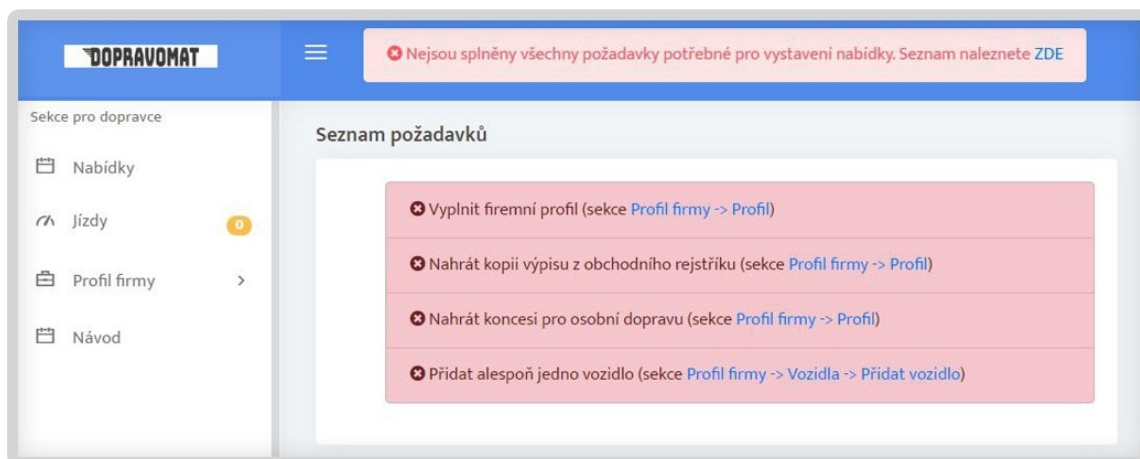 DOPRAVOMAT
Nejsou splněny všechny požadavky potřebné pro vystavení nabídky. Seznam naleznete ZDE
Sekce pro dopravce
Nabídky
Jízdy
0
Profil firmy
Návod
Seznam požadavků
Vyplnit firemní profil (sekce Profil firmy -> Profil)
Nahrát kopii výpisu z obchodního rejstříku (sekce Profil firmy -> Profil)
Nahrát koncesi pro osobní dopravu (sekce Profil firmy -> Profil)
Přidat alespoň jedno vozidlo (sekce Profil firmy -> Vozidla -> Přidat vozidlo)